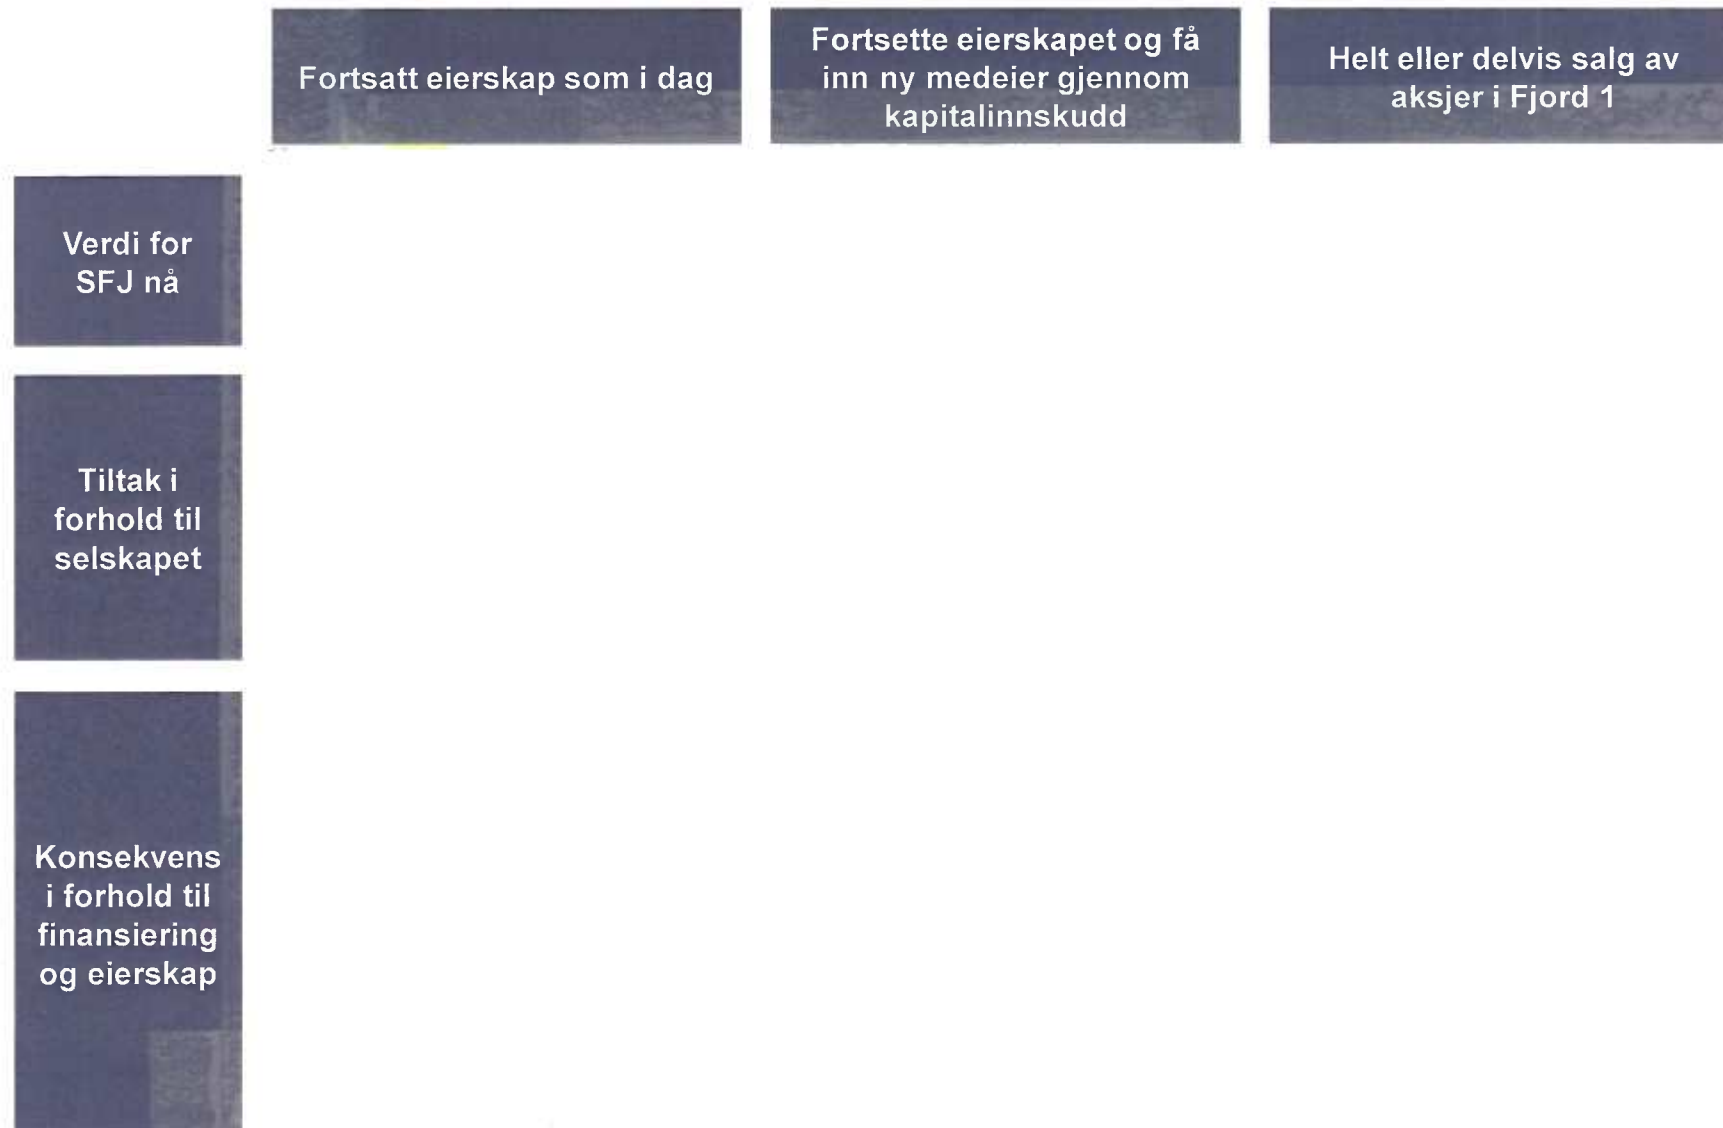 Fortsatt eierskap som i dag
Fortsette eierskapet og få
inn ny medeier gjennom
kapitalinnskudd
Helt eller delvis salg av
aksjer i Fjord 1
Verdi for
SFJ nå
Tiltak i
forhold til
selskapet
Konsekvens
i forhold til
finansiering
og eierskap